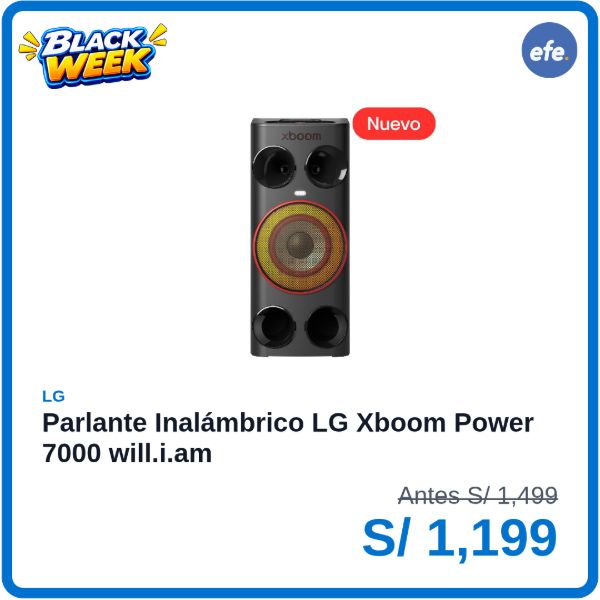 BLACK
WEEK
efe.
Nuevo
xboom
LG
Parlante Inalámbrico LG Xboom Power
7000 will.i.am
Antes S/ 1,499
S/ 1,199